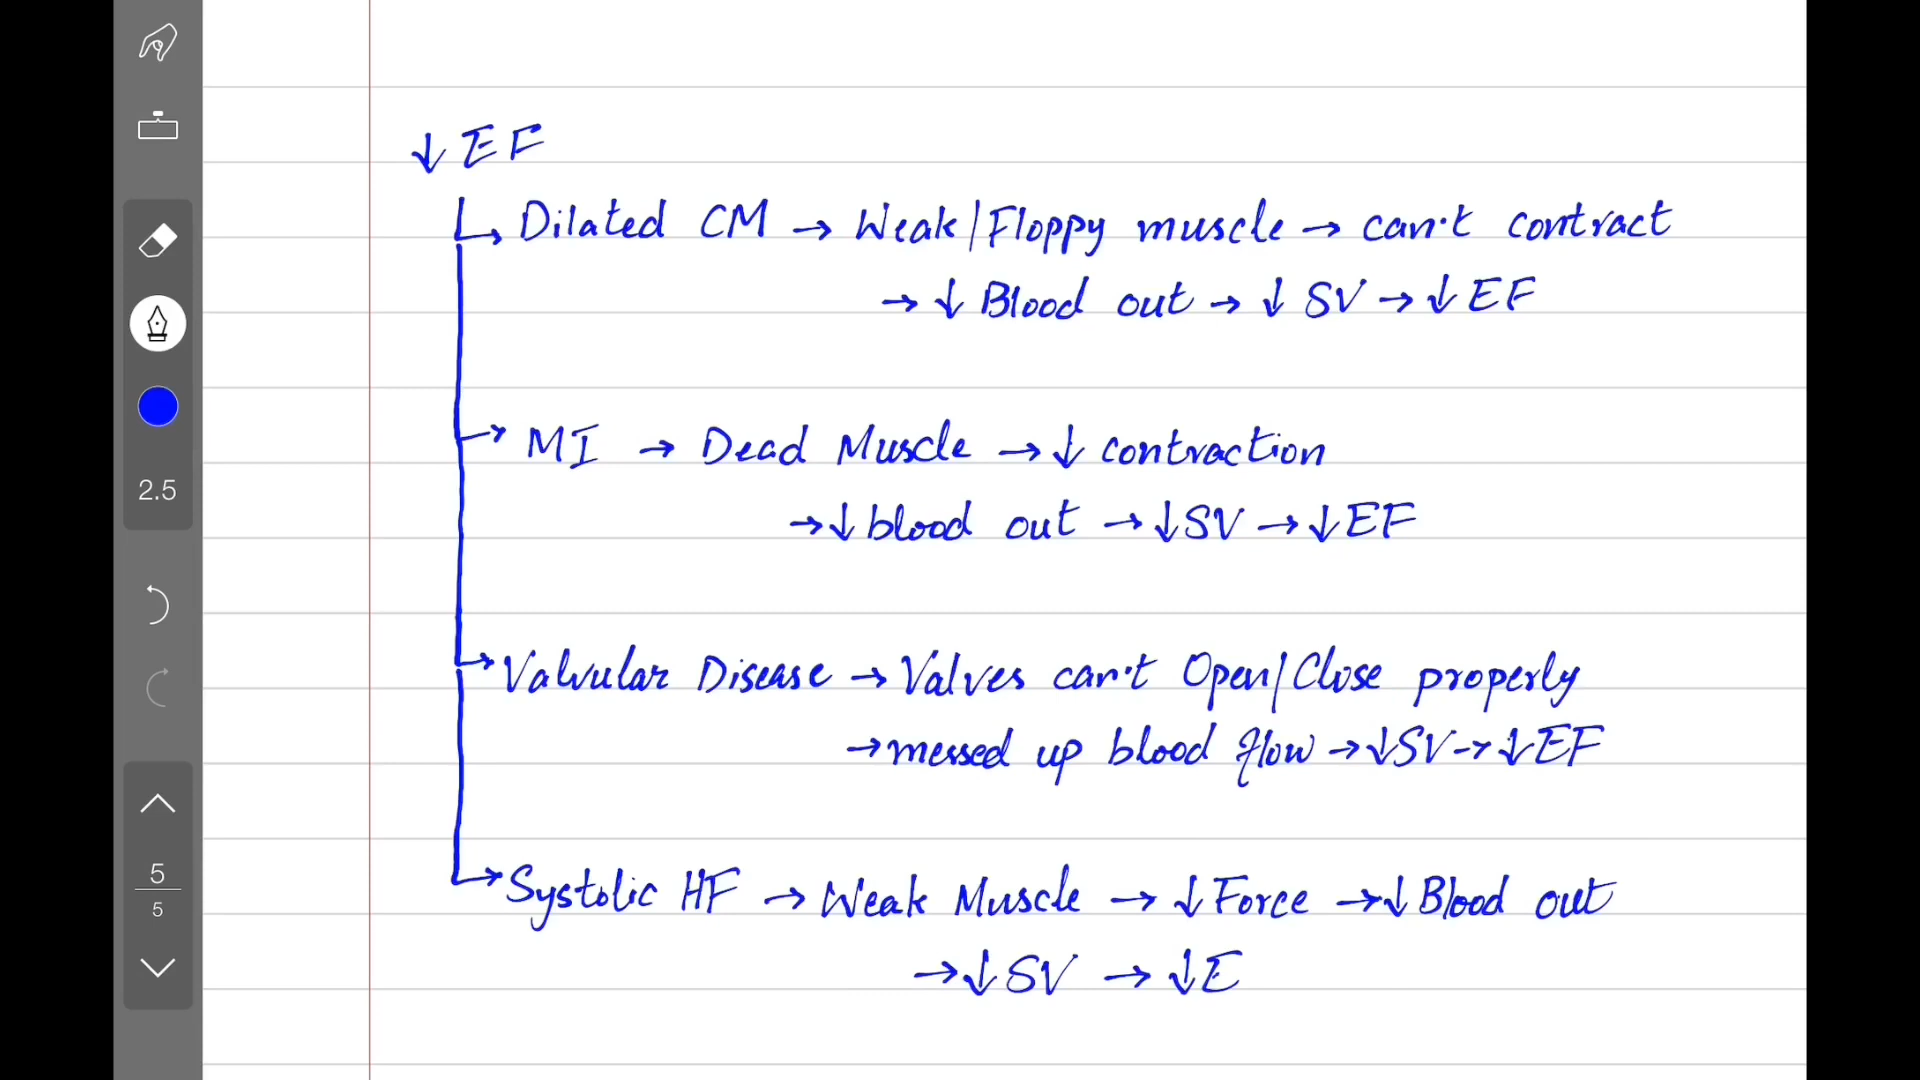 ↓ EF
↳ Dilated CM → Weak/Floppy muscle → can't contract
→ ↓ Blood out → ↓ SV → ↓ EF
→ MI → Dead Muscle → ↓ contraction
→ ↓ blood out → ↓ SV → ↓ EF
→ Valvular Disease → Valves can't Open/Close properly
→ messed up blood flow → ↓ SV → ↓ EF
→ Systolic HF → Weak Muscle → ↓ Force → ↓ Blood out
→ ↓ SV → ↓ E
2.5
5
5